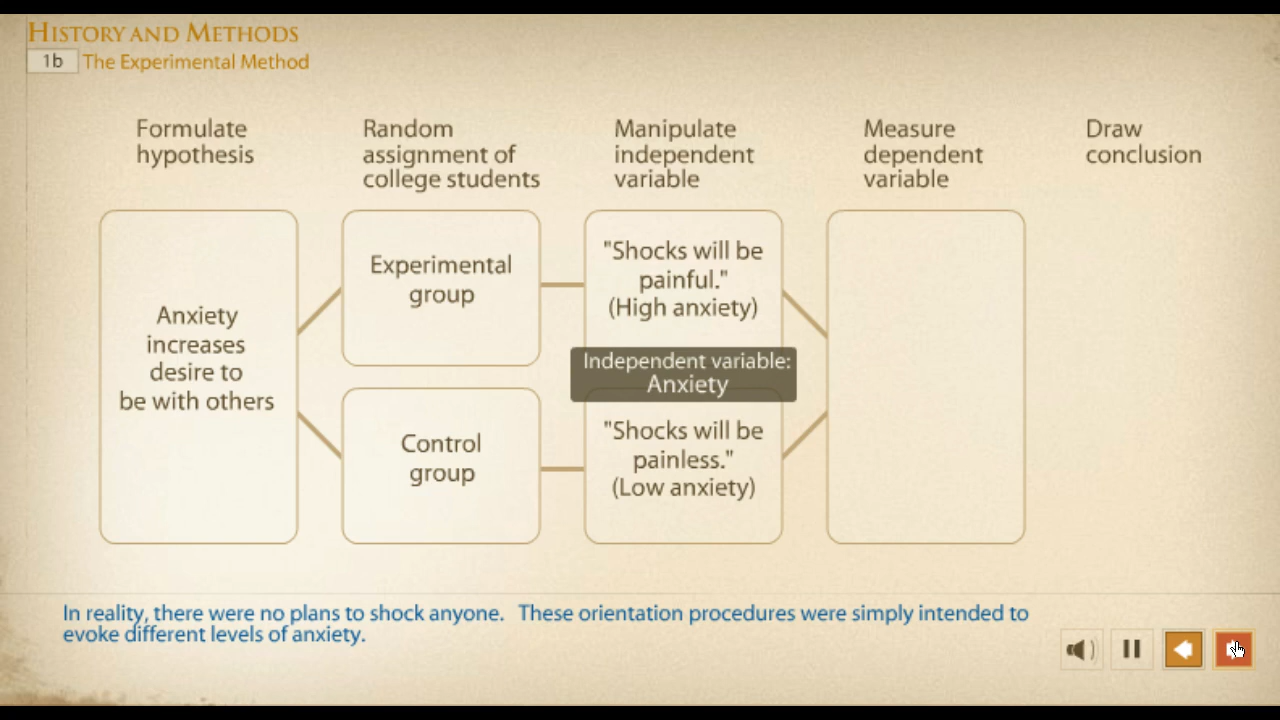 HISTORY AND METHODS
1b The Experimental Method
Formulate
hypothesis
Random
assignment of
college students
Manipulate
independent
variable
Measure
dependent
variable
Draw
conclusion
Anxiety
increases
desire to
be with others
Experimental
group
Control
group
"Shocks will be
painful."
(High anxiety)
Independent variable:
Anxiety
"Shocks will be
painless."
(Low anxiety)
In reality, there were no plans to shock anyone. These orientation procedures were simply intended to
evoke different levels of anxiety.